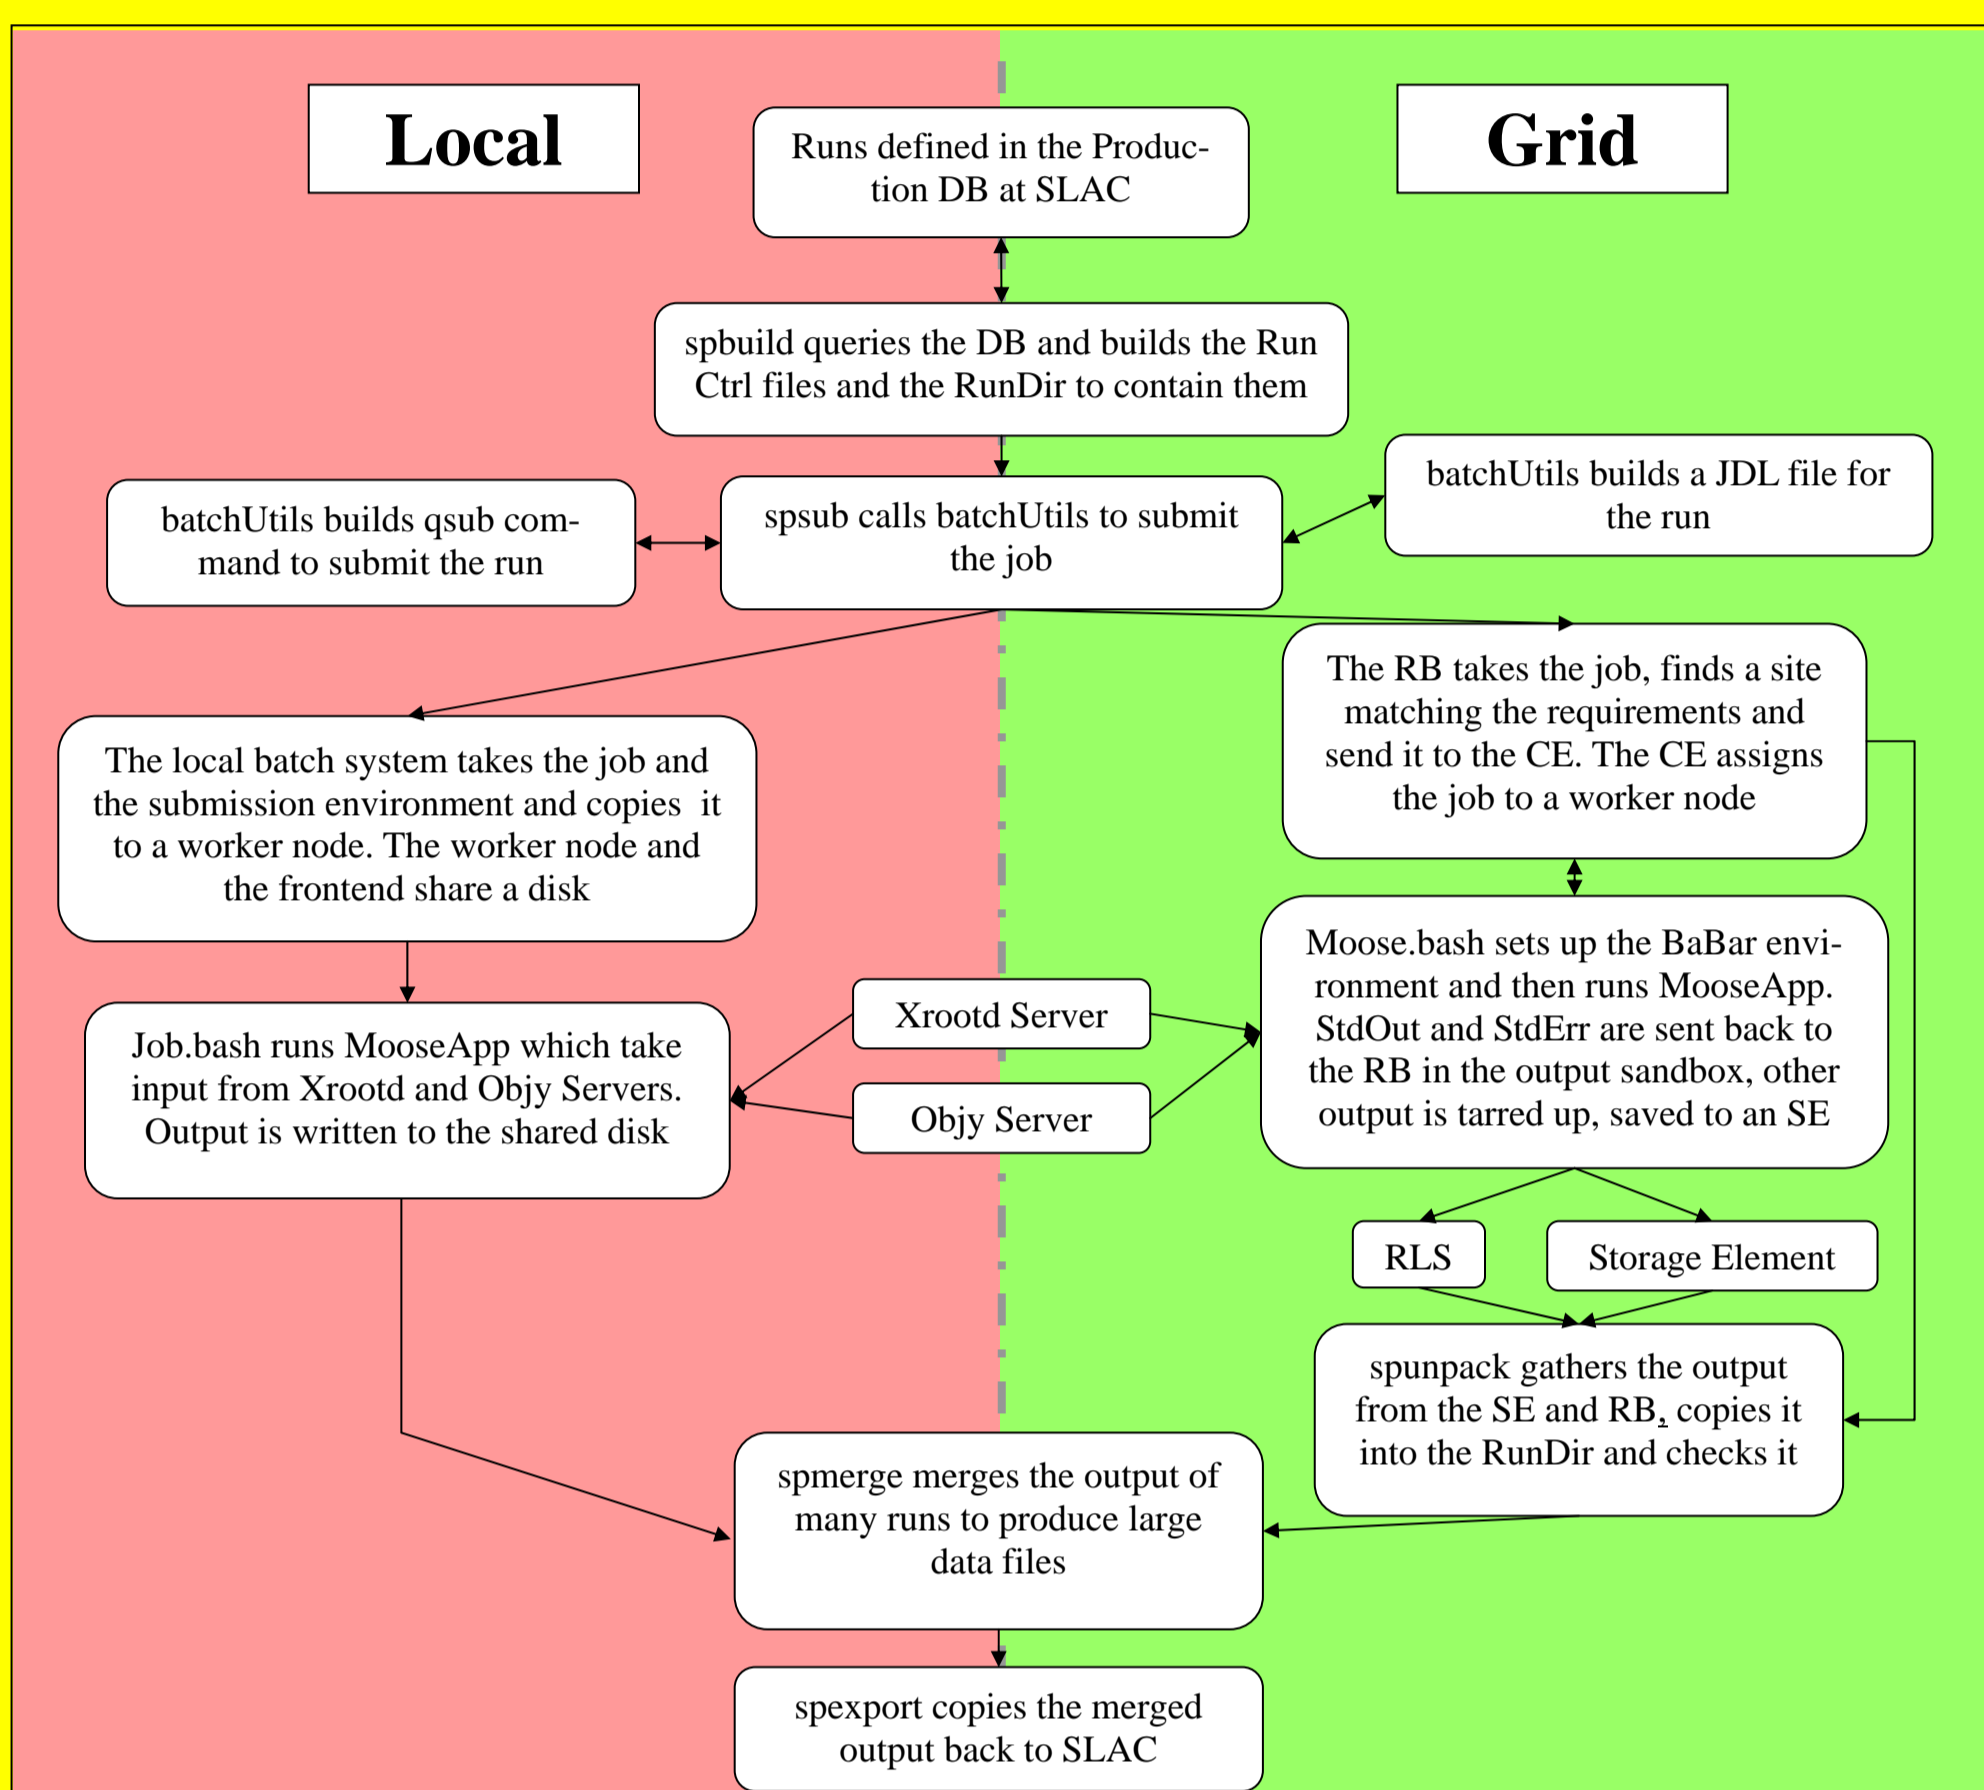 Local
Grid
Runs defined in the Produc-
tion DB at SLAC
spbuild queries the DB and builds the Run
Ctrl files and the RunDir to contain them
batchUtils builds qsub com-
mand to submit the run
spsub calls batchUtils to submit
the job
batchUtils builds a JDL file for
the run
The local batch system takes the job and
the submission environment and copies  it
to a worker node. The worker node and
the frontend share a disk
The RB takes the job, finds a site
matching the requirements and
send it to the CE. The CE assigns
the job to a worker node
Job.bash runs MooseApp which take
input from Xrootd and Objy Servers.
Output is written to the shared disk
Xrootd Server
Objy Server
Moose.bash sets up the BaBar envi-
ronment and then runs MooseApp.
StdOut and StdErr are sent back to
the RB in the output sandbox, other
output is tarred up, saved to an SE
RLS
Storage Element
spunpack gathers the output
from the SE and RB, copies it
into the RunDir and checks it
spmerge merges the output of
many runs to produce large
data files
spexport copies the merged
output back to SLAC